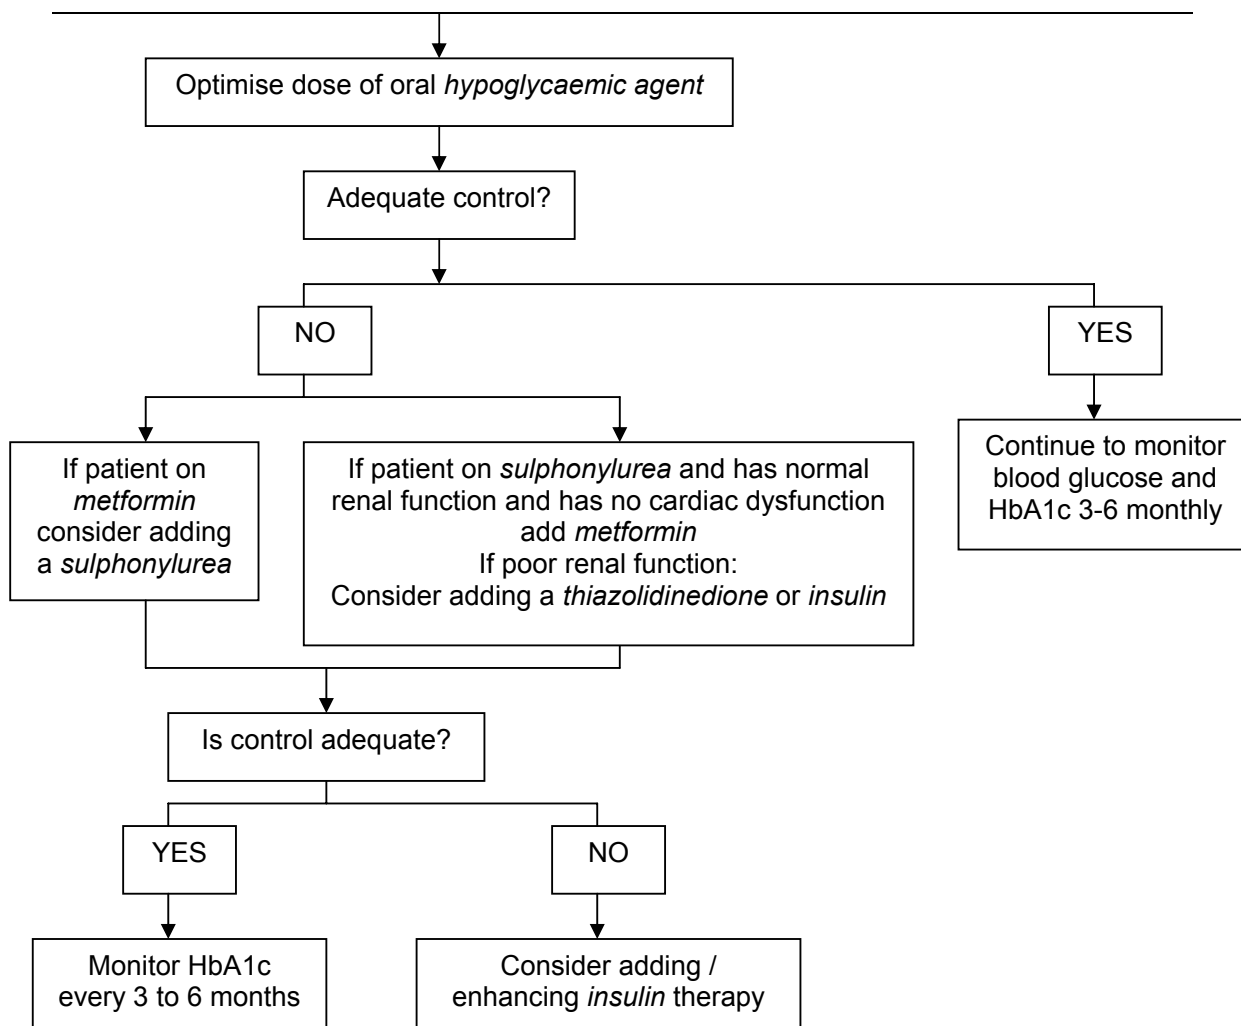 Optimise dose of oral hypoglycaemic agent
Adequate control?
NO
YES
If patient on
metformin
consider adding
a sulphonylurea
If patient on sulphonylurea and has normal
renal function and has no cardiac dysfunction
add metformin
If poor renal function:
Consider adding a thiazolidinedione or insulin
Continue to monitor
blood glucose and
HbA1c 3-6 monthly
Is control adequate?
YES
NO
Monitor HbA1c
every 3 to 6 months
Consider adding /
enhancing insulin therapy